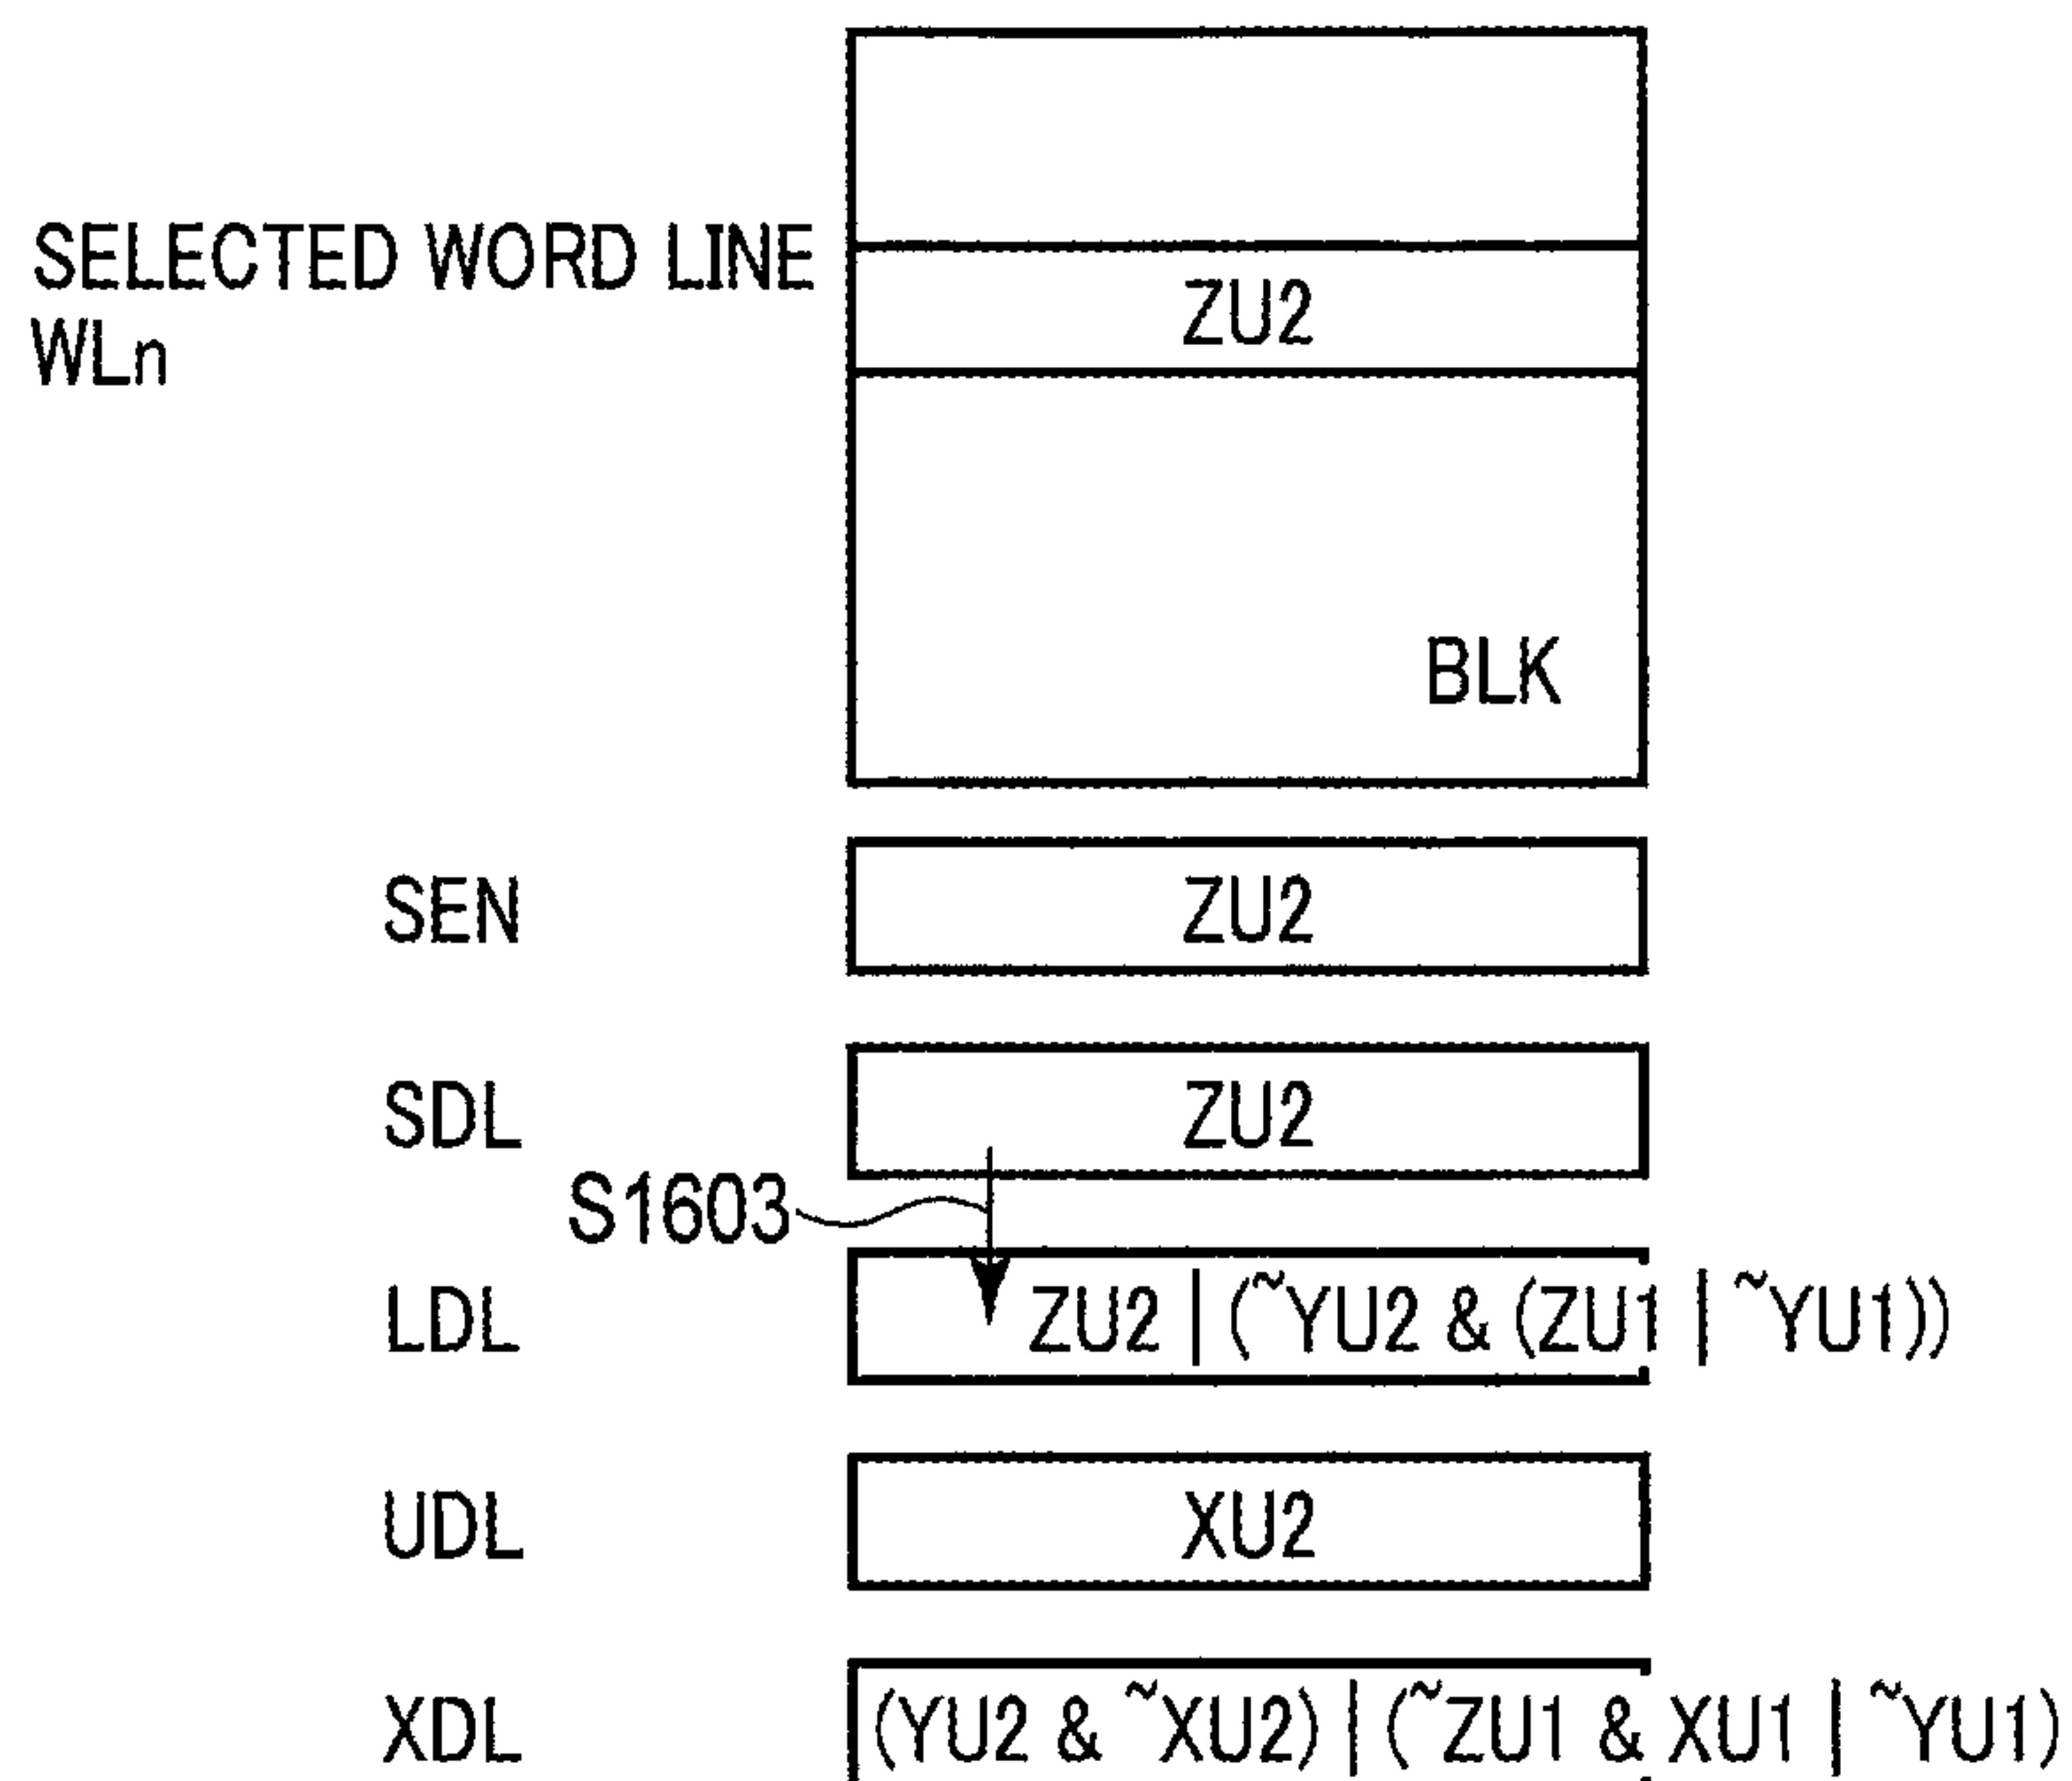 SELECTED WORD LINE
WLn
ZU2
BLK
SEN ZU2
SDL ZU2
S1603
LDL ZU2 | (~YU2 & (ZU1 | ~YU1))
UDL XU2
XDL (YU2 & ~XU2) | (~ZU1 & XU1 | ~YU1)